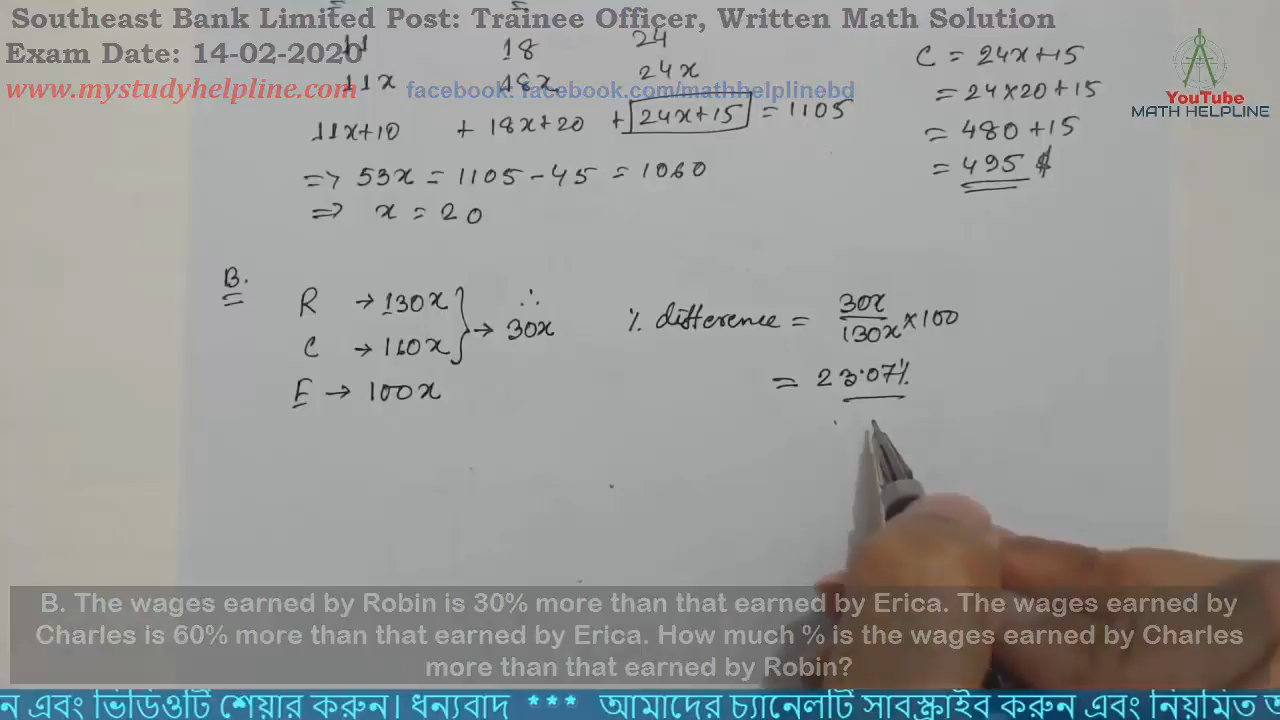 Southeast Bank Limited Post: Trainee Officer, Written Math Solution
Exam Date: 14-02-2020
www.mystudyhelpline.com
facebook: facebook.com/mathhelplinebd
YouTube
MATH HELPLINE
11 18 24
11x 18x 24x
11x+10 + 18x+20 + 24x+15 = 1105
=> 53x = 1105 - 45 = 1060
=> x = 20
C = 24x+15
= 24×20+15
= 480+15
= 495 $
B.
R → 130x
C → 160x
} → 30x
E → 100x
∴ % difference = 30x/130x × 100
= 23.07%
B. The wages earned by Robin is 30% more than that earned by Erica. The wages earned by
Charles is 60% more than that earned by Erica. How much % is the wages earned by Charles
more than that earned by Robin?
ন এবং ভিডিওটি শেয়ার করুন। ধন্যবাদ *** আমাদের চ্যানেলটি সাবস্ক্রাইব করুন এবং নিয়মিত